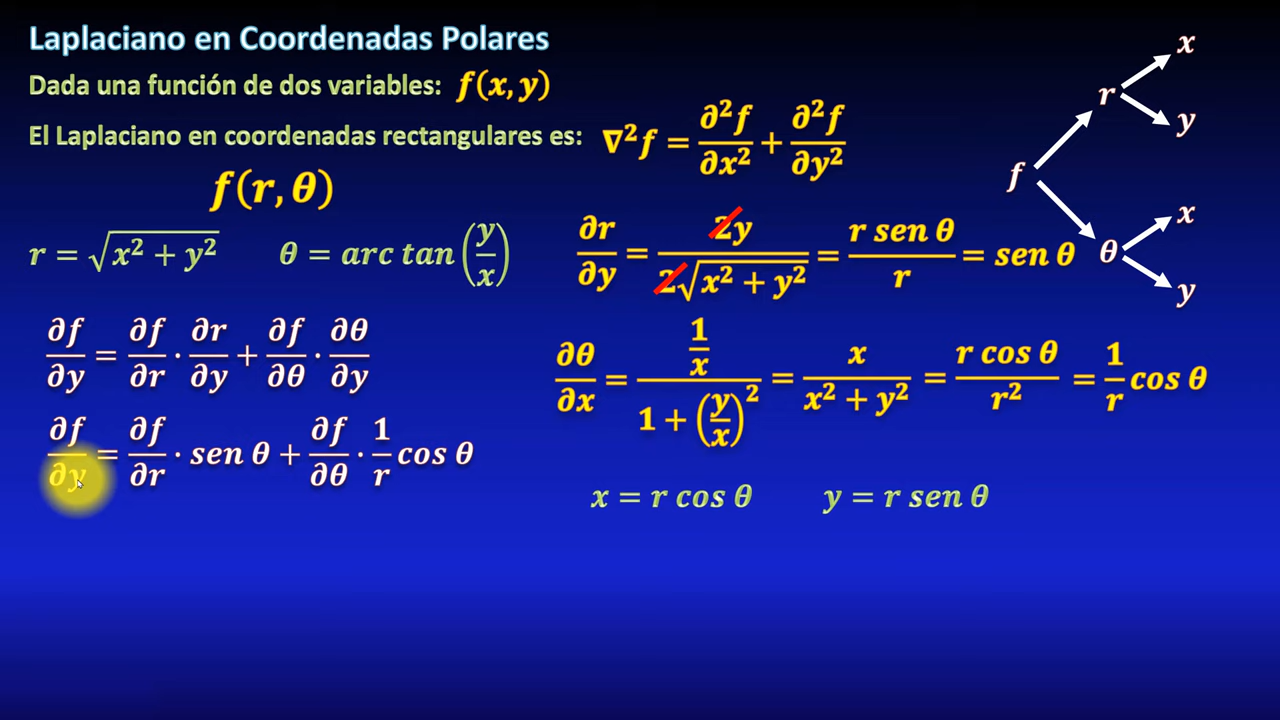 Laplaciano en Coordenadas Polares
Dada una función de dos variables: f(x, y)
El Laplaciano en coordenadas rectangulares es: ∇²f = ∂²f/∂x² + ∂²f/∂y²
f(r, θ)
r = √(x² + y²)    θ = arc tan (y/x)
∂r/∂y = 2y/(2√(x² + y²)) = r sen θ/r = sen θ
∂f/∂y = ∂f/∂r · ∂r/∂y + ∂f/∂θ · ∂θ/∂y
∂θ/∂x = (1/x)/(1 + (y/x)²) = x/(x² + y²) = r cos θ/r² = 1/r cos θ
∂f/∂y = ∂f/∂r · sen θ + ∂f/∂θ · 1/r cos θ
x = r cos θ    y = r sen θ
x
r
y
f
x
θ
y